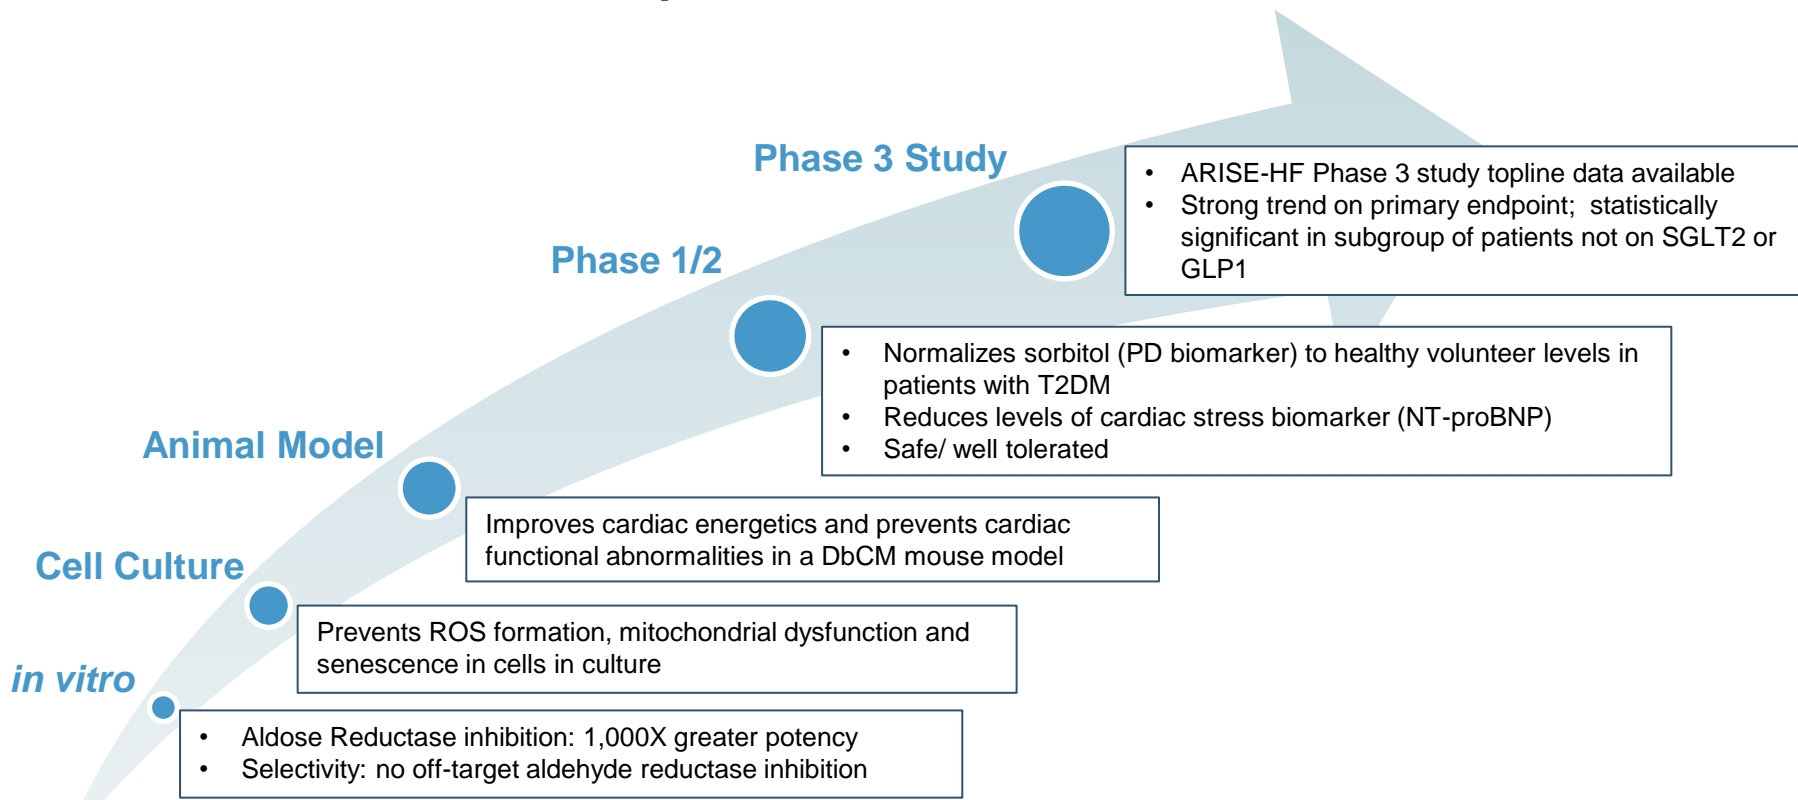 Phase 3 Study
• ARISE-HF Phase 3 study topline data available
• Strong trend on primary endpoint;  statistically
significant in subgroup of patients not on SGLT2 or
GLP1
Phase 1/2
• Normalizes sorbitol (PD biomarker) to healthy volunteer levels in
patients with T2DM
• Reduces levels of cardiac stress biomarker (NT-proBNP)
• Safe/ well tolerated
Animal Model
Improves cardiac energetics and prevents cardiac
functional abnormalities in a DbCM mouse model
Cell Culture
Prevents ROS formation, mitochondrial dysfunction and
senescence in cells in culture
in vitro
• Aldose Reductase inhibition: 1,000X greater potency
• Selectivity: no off-target aldehyde reductase inhibition